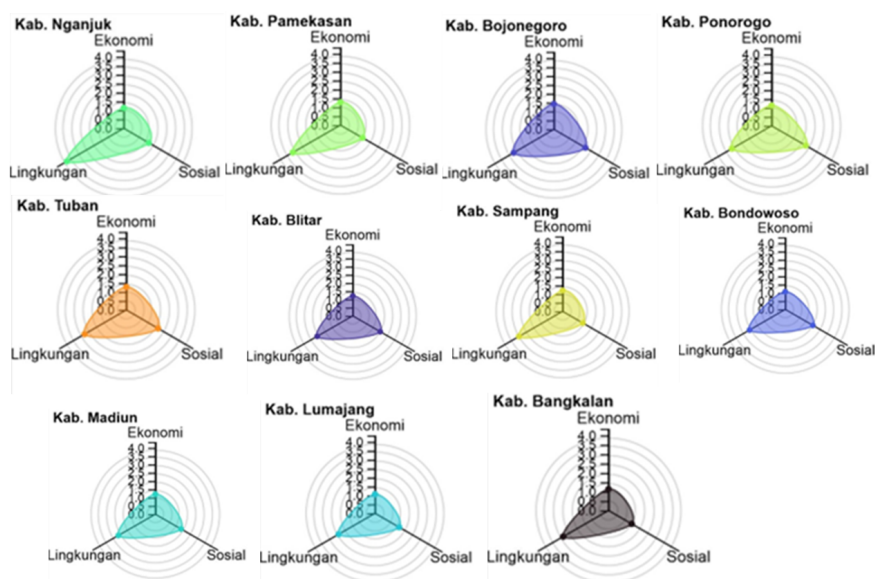 Kab. Nganjuk
Ekonomi
4.0
3.5
3.0
2.5
2.0
1.5
1.0
0.5
0.0
Lingkungan
Sosial
Kab. Pamekasan
Ekonomi
4.0
3.5
3.0
2.5
2.0
1.5
1.0
0.5
0.0
Lingkungan
Sosial
Kab. Bojonegoro
Ekonomi
4.0
3.5
3.0
2.5
2.0
1.5
1.0
0.5
0.0
Lingkungan
Sosial
Kab. Ponorogo
Ekonomi
4.0
3.5
3.0
2.5
2.0
1.5
1.0
0.5
0.0
Lingkungan
Sosial
Kab. Tuban
Ekonomi
4.0
3.5
3.0
2.5
2.0
1.5
1.0
0.5
0.0
Lingkungan
Sosial
Kab. Blitar
Ekonomi
4.0
3.5
3.0
2.5
2.0
1.5
1.0
0.5
0.0
Lingkungan
Sosial
Kab. Sampang
Ekonomi
4.0
3.5
3.0
2.5
2.0
1.5
1.0
0.5
0.0
Lingkungan
Sosial
Kab. Bondowoso
Ekonomi
4.0
3.5
3.0
2.5
2.0
1.5
1.0
0.5
0.0
Lingkungan
Sosial
Kab. Madiun
Ekonomi
4.0
3.5
3.0
2.5
2.0
1.5
1.0
0.5
0.0
Lingkungan
Sosial
Kab. Lumajang
Ekonomi
4.0
3.5
3.0
2.5
2.0
1.5
1.0
0.5
0.0
Lingkungan
Sosial
Kab. Bangkalan
Ekonomi
4.0
3.5
3.0
2.5
2.0
1.5
1.0
0.5
0.0
Lingkungan
Sosial